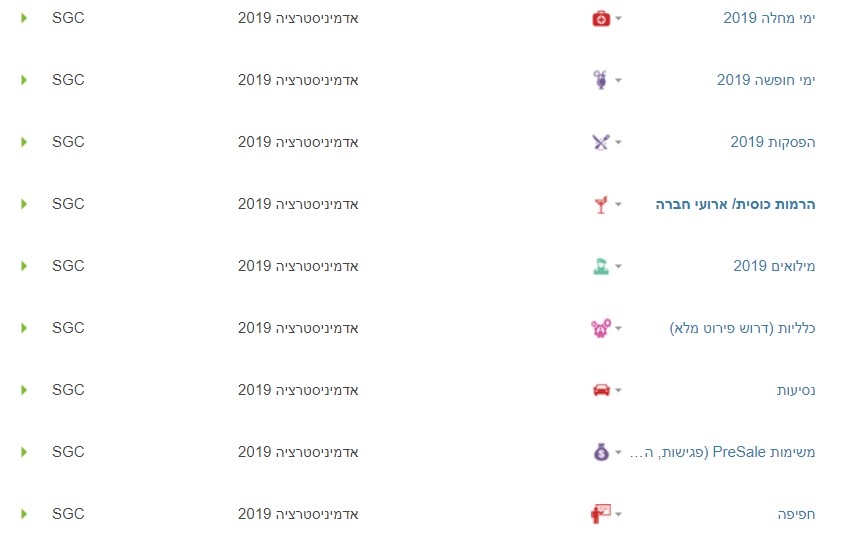 ימי מחלה 2019 אדמיניסטרציה 2019 SGC
ימי חופשה 2019 אדמיניסטרציה 2019 SGC
הפסקות 2019 אדמיניסטרציה 2019 SGC
הרמות כוסית/ ארועי חברה אדמיניסטרציה 2019 SGC
מילואים 2019 אדמיניסטרציה 2019 SGC
כלליות (דרוש פירוט מלא) אדמיניסטרציה 2019 SGC
נסיעות אדמיניסטרציה 2019 SGC
משימות PreSale (פגישות, ה... אדמיניסטרציה 2019 SGC
חפיפה אדמיניסטרציה 2019 SGC